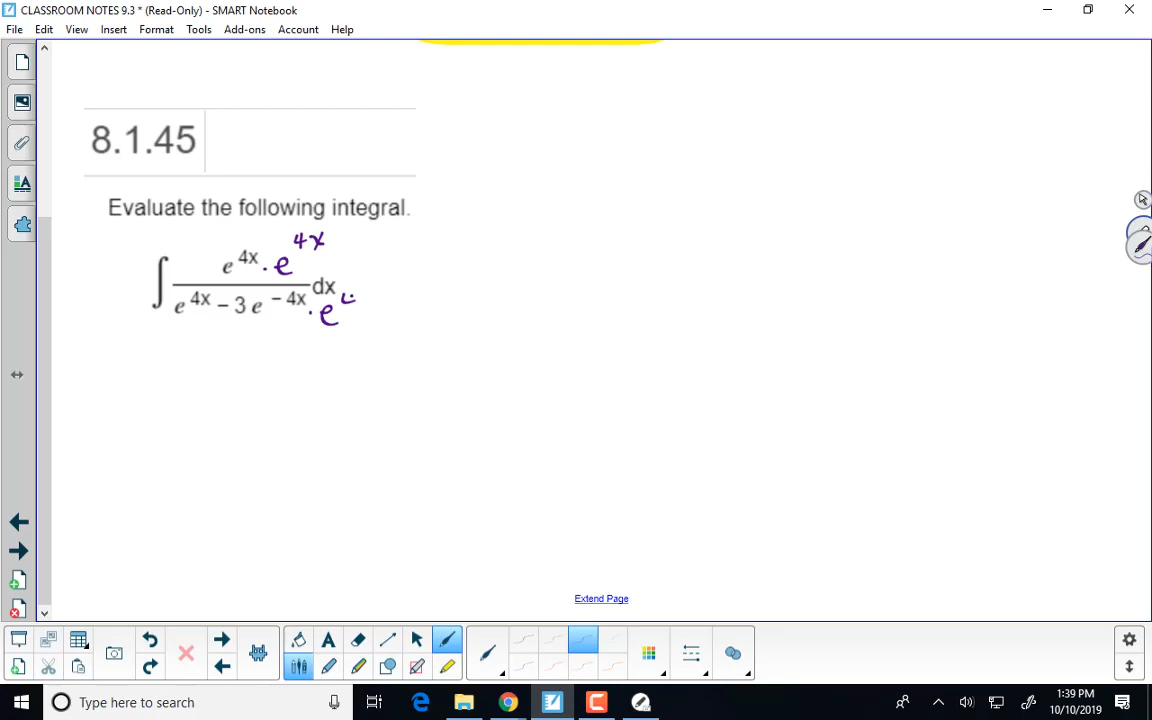 CLASSROOM NOTES 9.3 * (Read-Only) - SMART Notebook
File Edit View Insert Format Tools Add-ons Account Help
8.1.45
Evaluate the following integral.
∫ e^4x · e^4x
dx
e^4x − 3 e^−4x · e
Extend Page
Type here to search
1:39 PM
10/10/2019